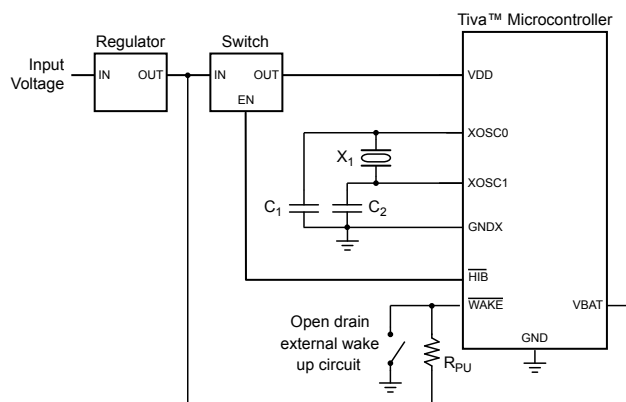 Tiva™ Microcontroller
Regulator
Switch
Input
Voltage
IN
OUT
IN
OUT
EN
VDD
XOSC0
X1
XOSC1
C1
C2
GNDX
HIB
WAKE
VBAT
Open drain
external wake
up circuit
RPU
GND